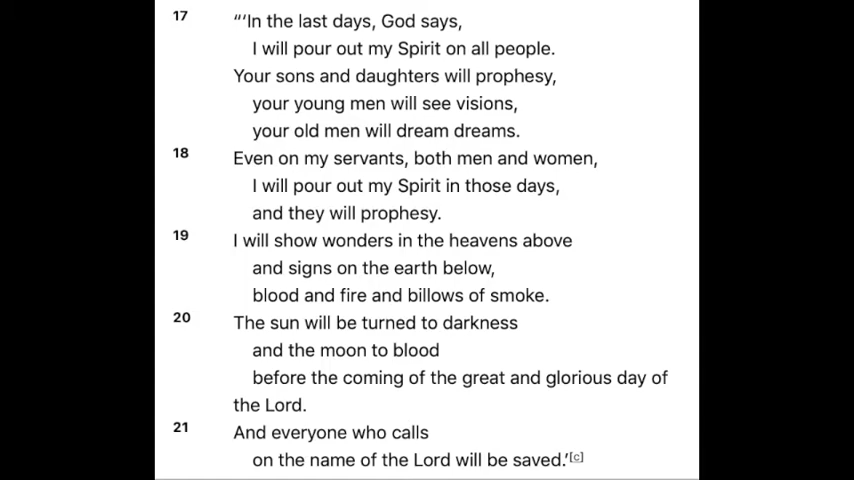 17 “‘In the last days, God says,
I will pour out my Spirit on all people.
Your sons and daughters will prophesy,
your young men will see visions,
your old men will dream dreams.
18 Even on my servants, both men and women,
I will pour out my Spirit in those days,
and they will prophesy.
19 I will show wonders in the heavens above
and signs on the earth below,
blood and fire and billows of smoke.
20 The sun will be turned to darkness
and the moon to blood
before the coming of the great and glorious day of
the Lord.
21 And everyone who calls
on the name of the Lord will be saved.’[c]